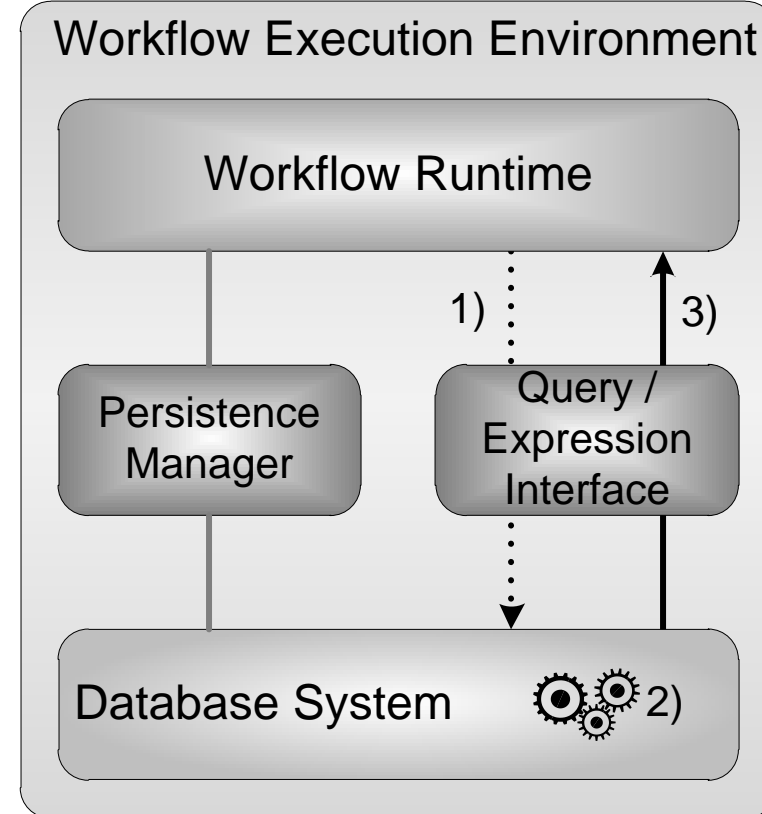 Workflow Execution Environment
Workflow Runtime
1)
3)
Persistence
Manager
Query /
Expression
Interface
Database System
2)